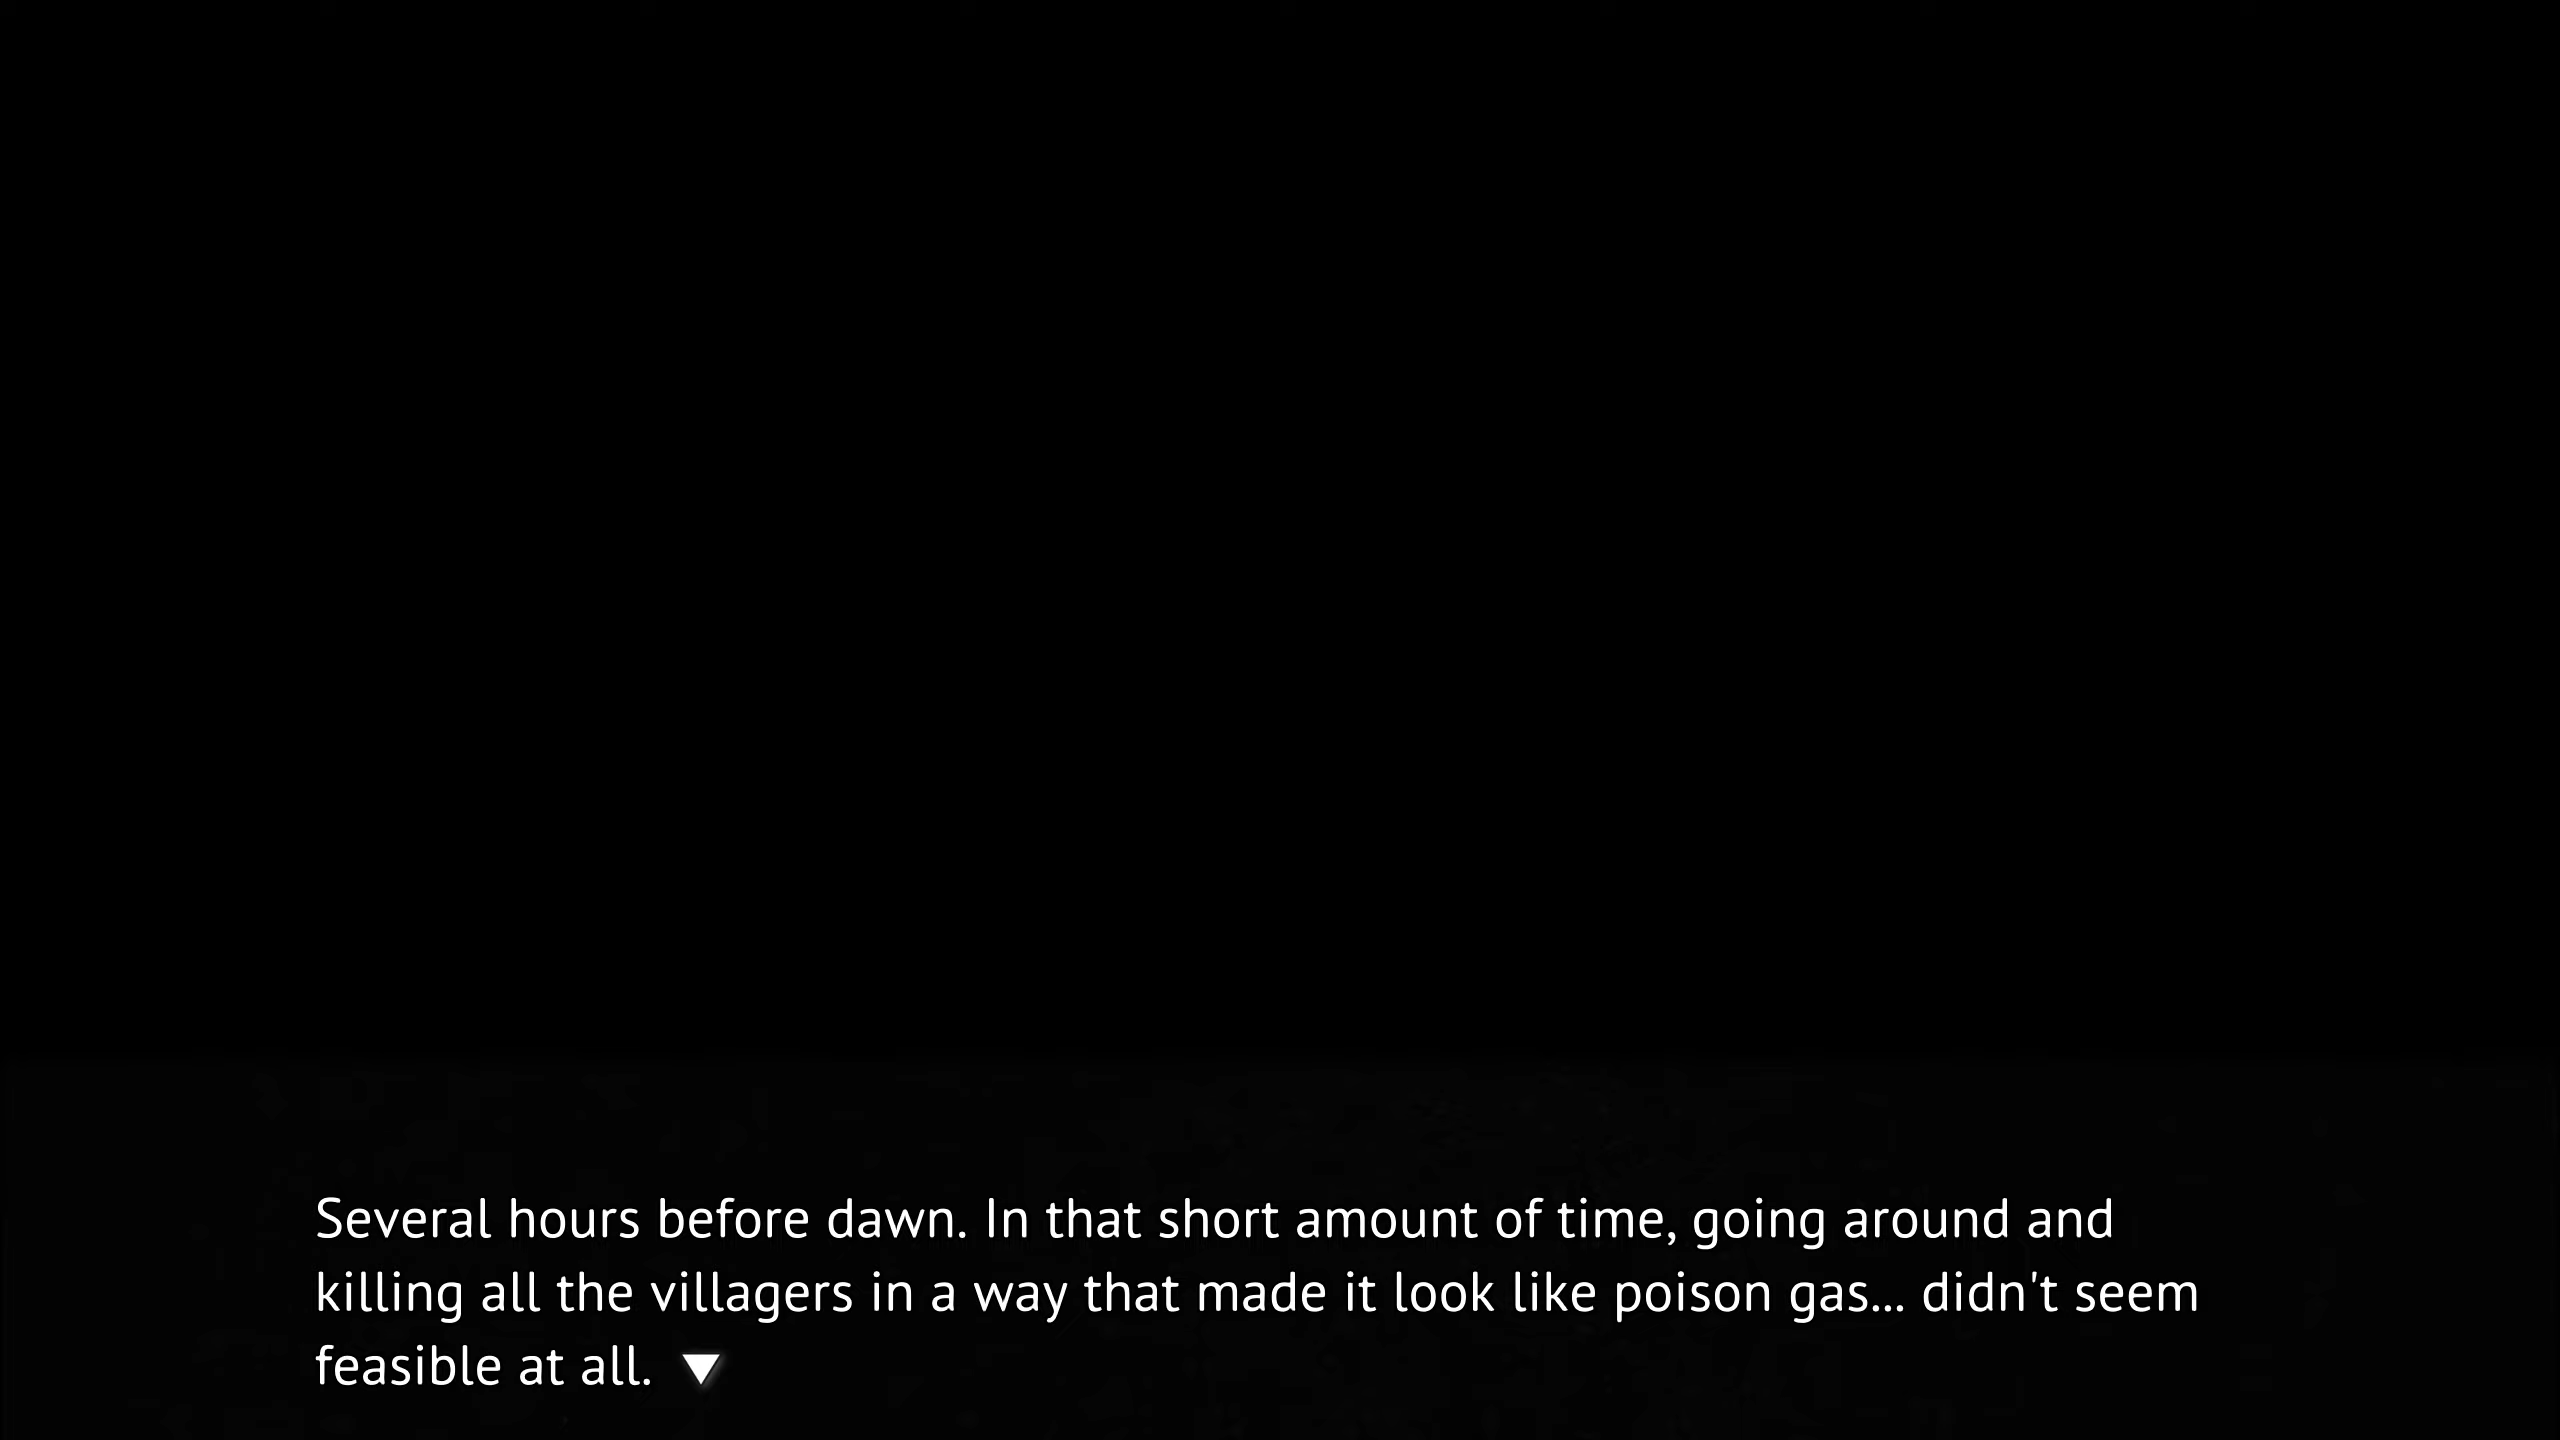 Several hours before dawn. In that short amount of time, going around and
killing all the villagers in a way that made it look like poison gas... didn't seem
feasible at all.